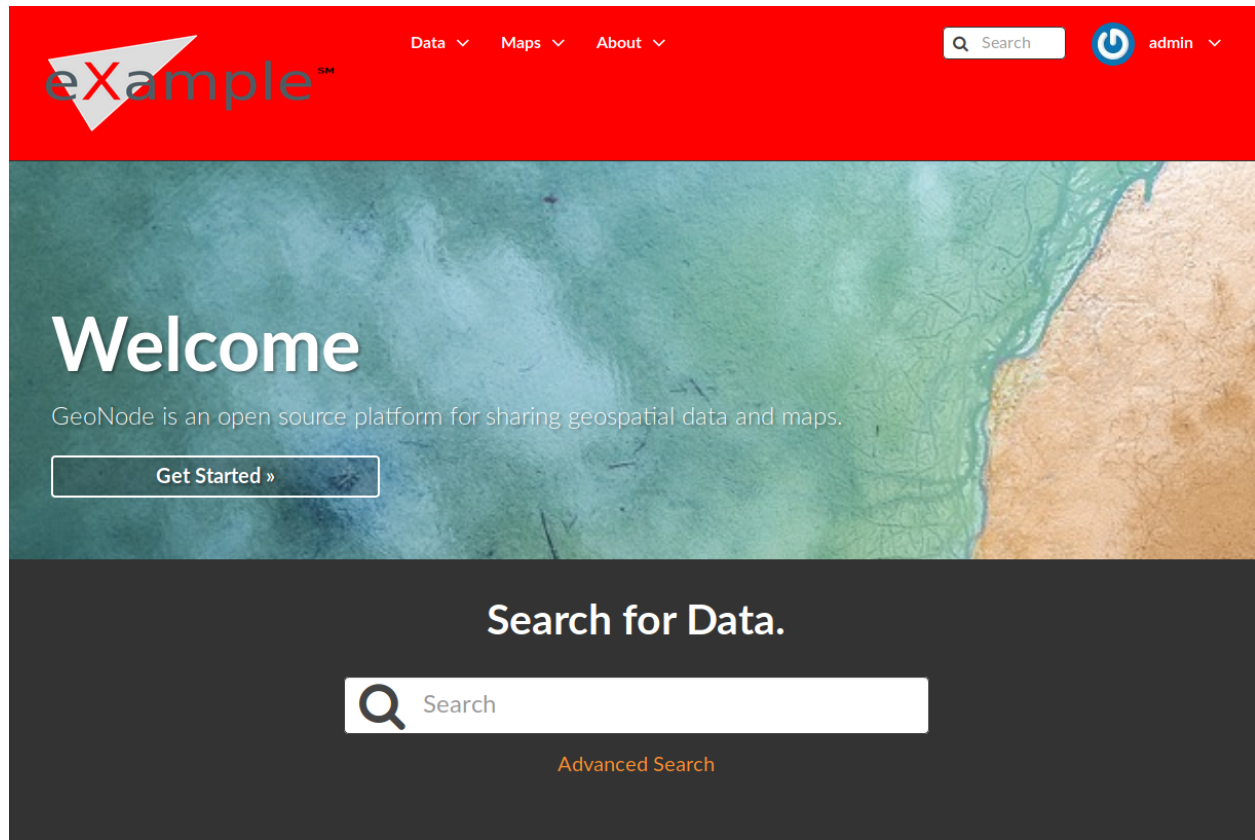 eXample℠
Data Maps About Search admin
Welcome
GeoNode is an open source platform for sharing geospatial data and maps.
Get Started »
Search for Data.
Search
Advanced Search